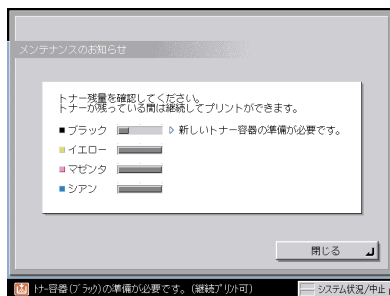 メンテナンスのお知らせ
トナー残量を確認してください。
トナーが残っている間は継続してプリントができます。
■ ブラック ▷ 新しいトナー容器の準備が必要です。
■ イエロー
■ マゼンタ
■ シアン
閉じる
トナー容器(ブラック)の準備が必要です。(継続プリント可)
システム状況/中止